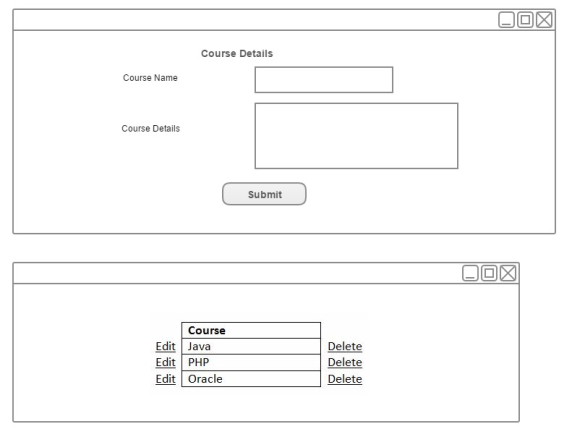 Course Details
Course Name
Course Details
Submit
Course
Edit Java Delete
Edit PHP Delete
Edit Oracle Delete